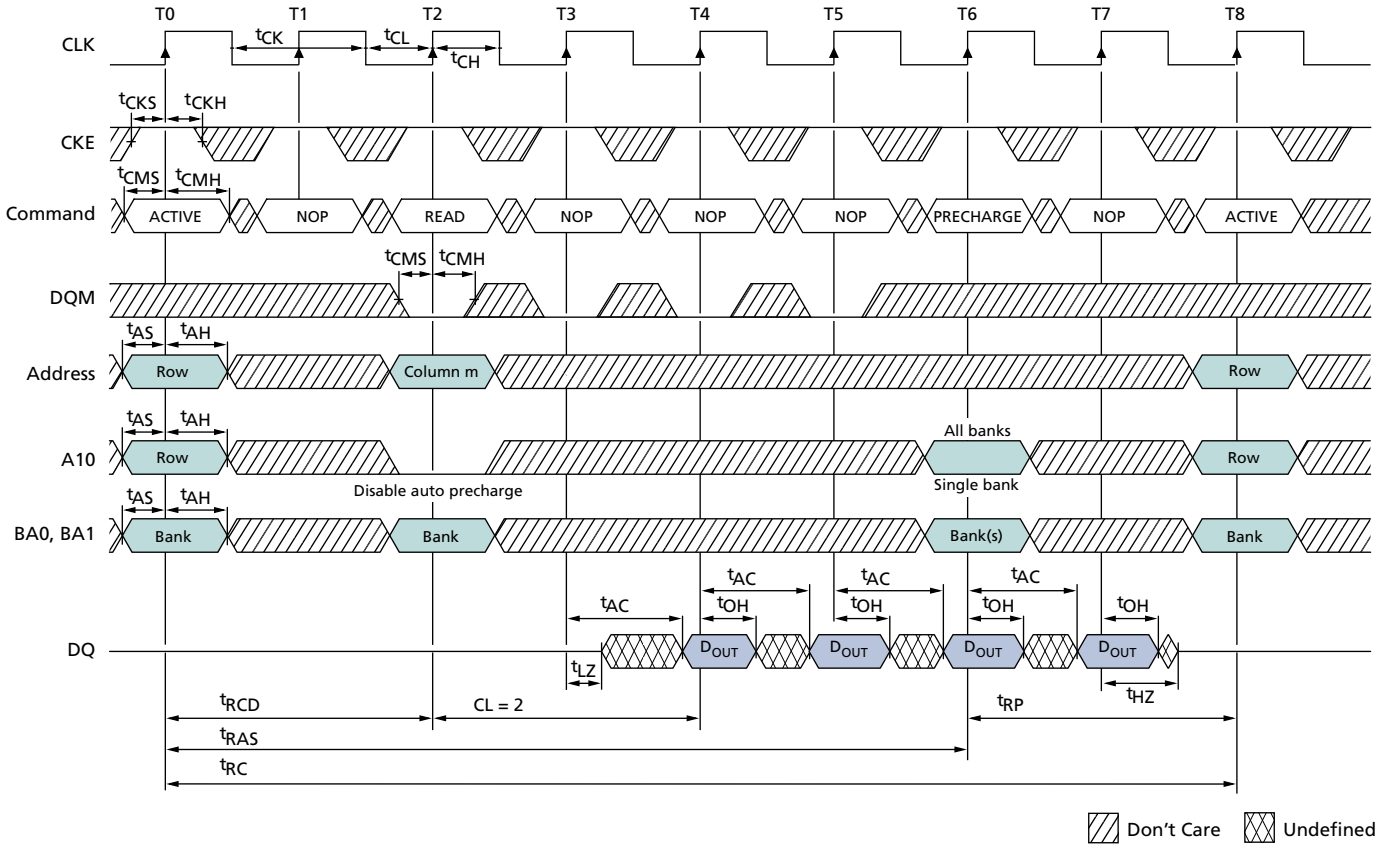 T0 T1 T2 T3 T4 T5 T6 T7 T8
CLK tCK tCL tCH
tCKS tCKH
CKE
tCMS tCMH
Command ACTIVE NOP READ NOP NOP NOP PRECHARGE NOP ACTIVE
tCMS tCMH
DQM
tAS tAH
Address Row Column m Row
tAS tAH All banks
A10 Row Row
Disable auto precharge Single bank
tAS tAH
BA0, BA1 Bank Bank Bank(s) Bank
tAC tAC tAC tAC
tOH tOH tOH tOH
DQ DOUT DOUT DOUT DOUT
tLZ tHZ
tRCD CL = 2 tRP
tRAS
tRC
Don't Care Undefined